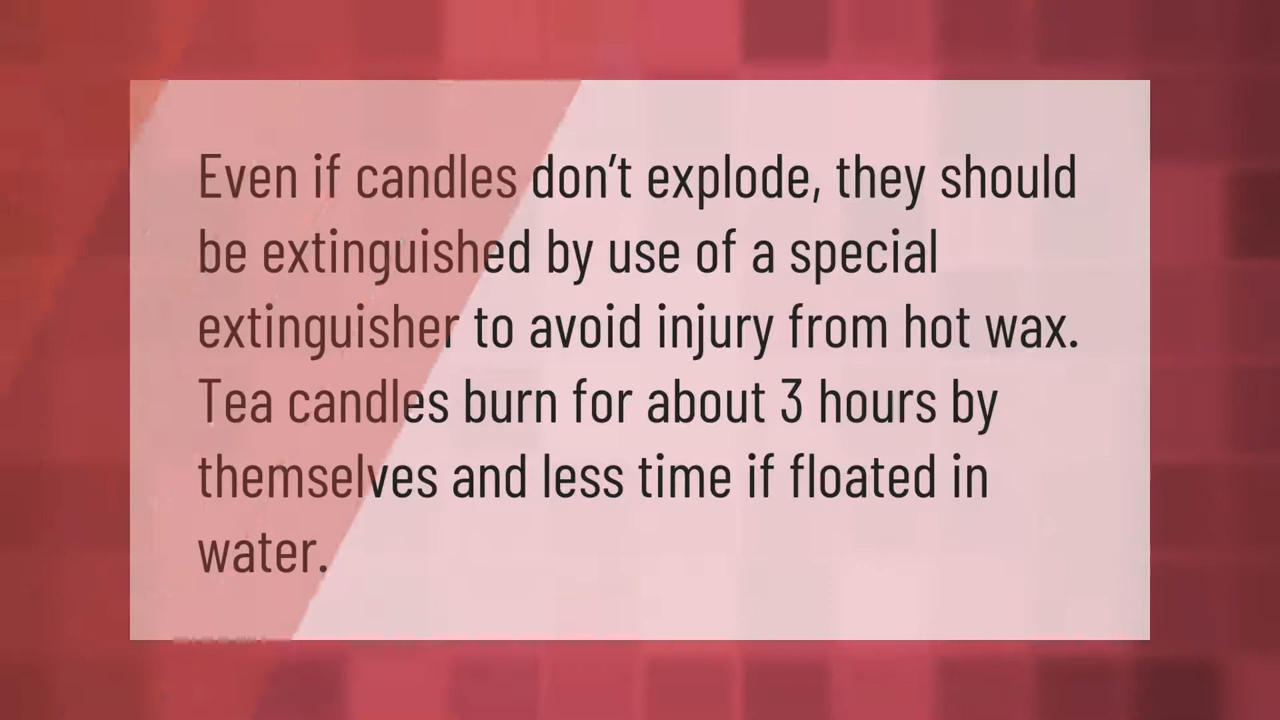 Even if candles don’t explode, they should
be extinguished by use of a special
extinguisher to avoid injury from hot wax.
Tea candles burn for about 3 hours by
themselves and less time if floated in
water.